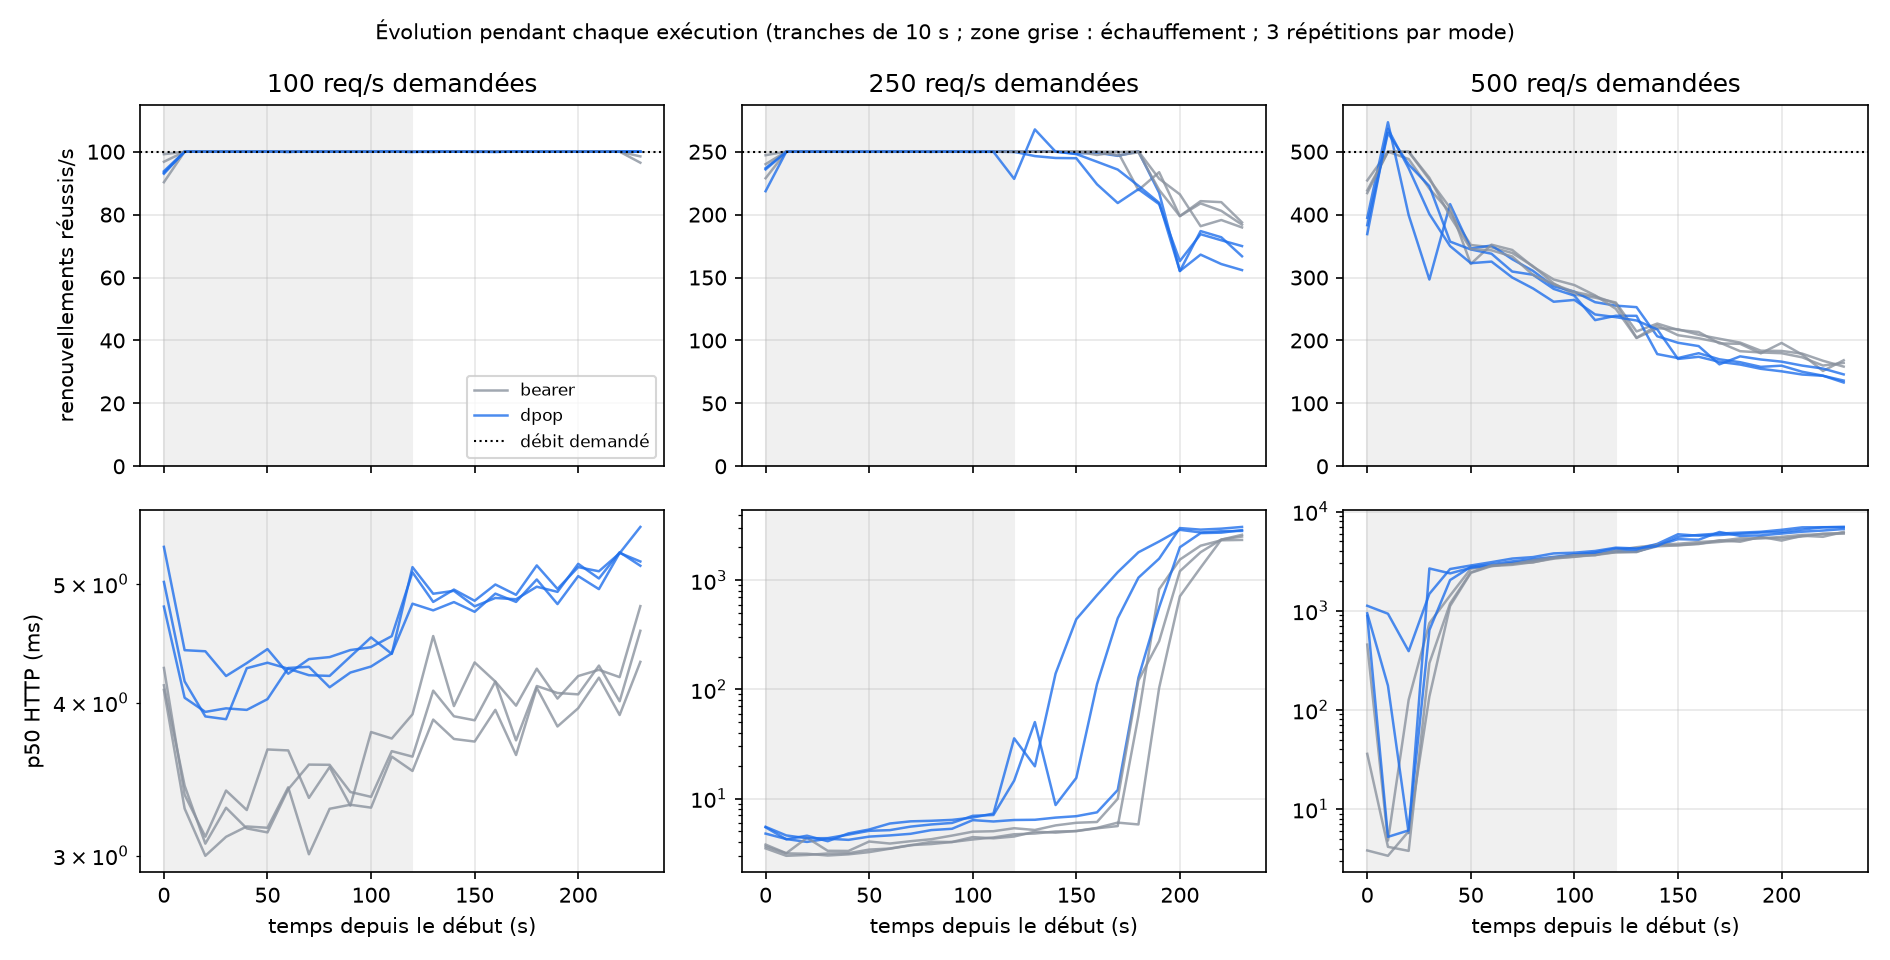 Évolution pendant chaque exécution (tranches de 10 s ; zone grise : échauffement ; 3 répétitions par mode)
100 req/s demandées
250 req/s demandées
500 req/s demandées
renouvellements réussis/s
100
80
60
40
20
0
bearer
dpop
débit demandé
250
200
150
100
50
0
500
400
300
200
100
0
p50 HTTP (ms)
5 × 10⁰
4 × 10⁰
3 × 10⁰
0 50 100 150 200
temps depuis le début (s)
10³
10²
10¹
0 50 100 150 200
temps depuis le début (s)
10⁴
10³
10²
10¹
0 50 100 150 200
temps depuis le début (s)